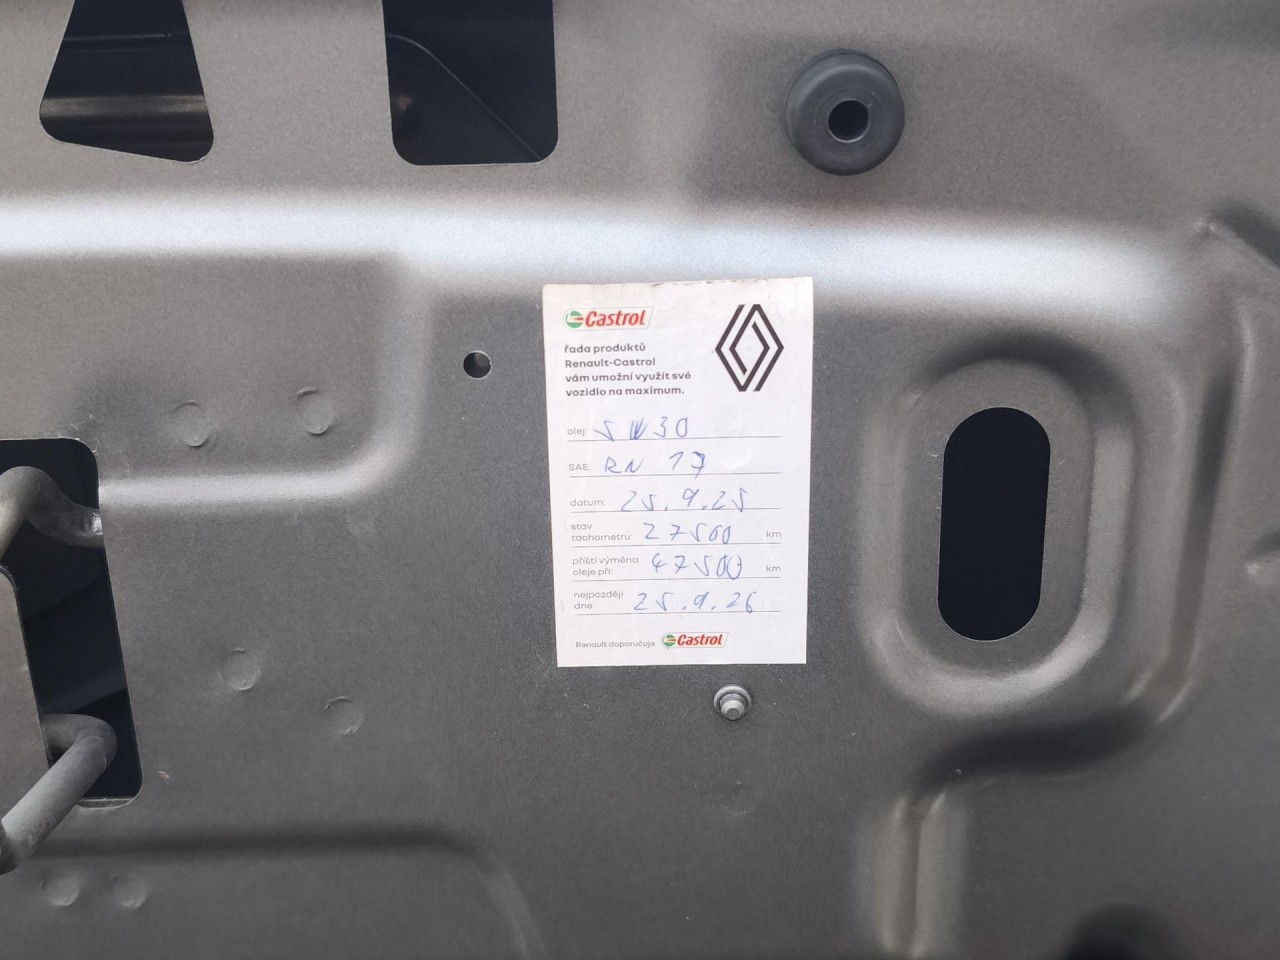 Castrol
řada produktů
Renault-Castrol
vám umožní využít své
vozidlo na maximum.
olej: 5W30
SAE: RN 17
datum: 25.9.25
stav
tachometru: 27500 km
příští výměna
oleje při: 47500 km
nejpozději
dne 25.9.26
Renault doporučuje Castrol